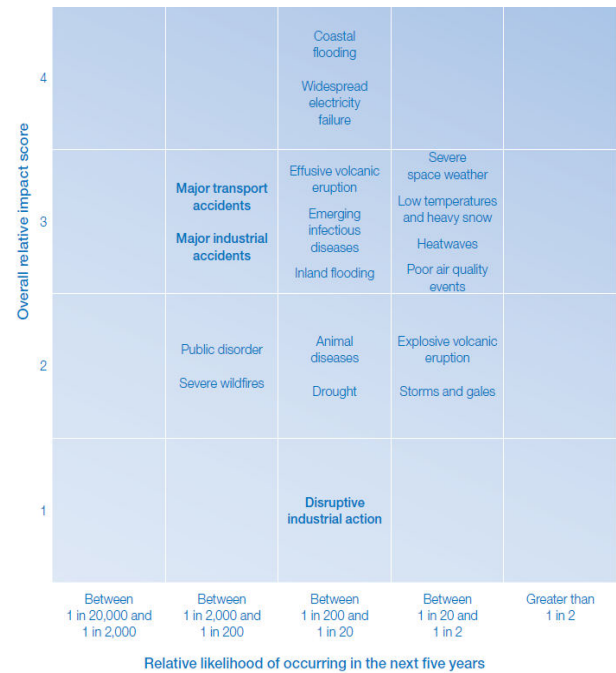 Overall relative impact score
4
Coastal
flooding
Widespread
electricity
failure
3
Major transport
accidents
Major industrial
accidents
Effusive volcanic
eruption
Emerging
infectious
diseases
Inland flooding
Severe
space weather
Low temperatures
and heavy snow
Heatwaves
Poor air quality
events
2
Public disorder
Severe wildfires
Animal
diseases
Drought
Explosive volcanic
eruption
Storms and gales
1
Disruptive
industrial action
Between
1 in 20,000 and
1 in 2,000
Between
1 in 2,000 and
1 in 200
Between
1 in 200 and
1 in 20
Between
1 in 20 and
1 in 2
Greater than
1 in 2
Relative likelihood of occurring in the next five years